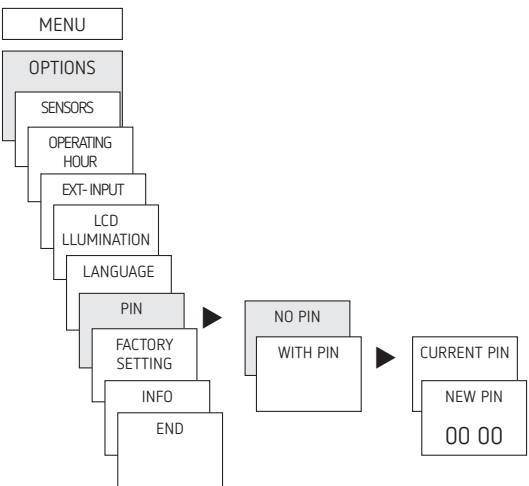 MENU
OPTIONS
SENSORS
OPERATING
HOUR
EXT-INPUT
LCD
LLUMINATION
LANGUAGE
PIN
FACTORY
SETTING
INFO
END
NO PIN
WITH PIN
CURRENT PIN
NEW PIN
00 00